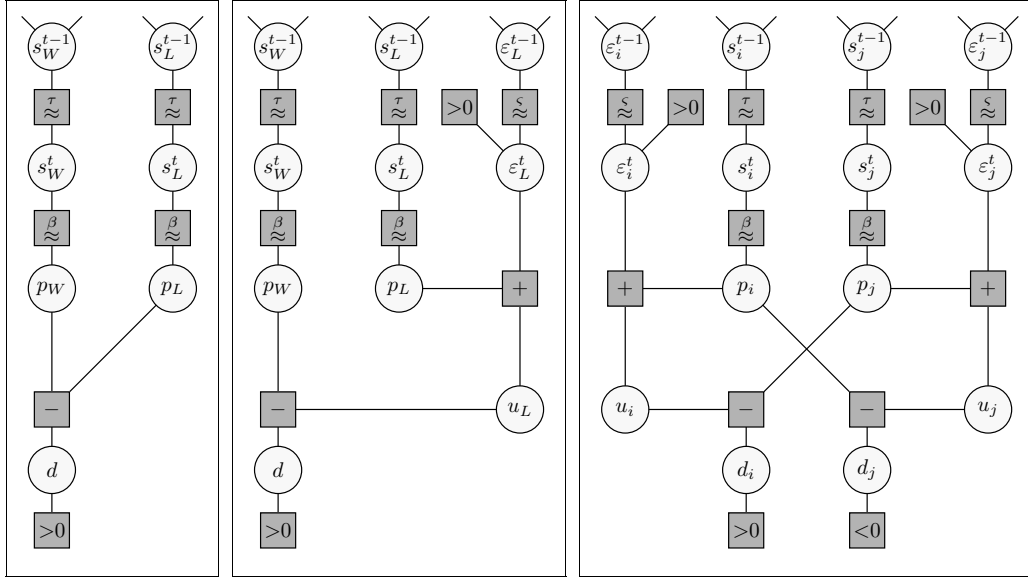 s_W^{t-1} s_L^{t-1} s_W^{t-1} s_L^{t-1} ε_L^{t-1} ε_i^{t-1} s_i^{t-1} s_j^{t-1} ε_j^{t-1}
τ≈ τ≈ τ≈ τ≈ >0 ς≈ ς≈ >0 τ≈ τ≈ >0 ς≈
s_W^t s_L^t s_W^t s_L^t ε_L^t ε_i^t s_i^t s_j^t ε_j^t
β≈ β≈ β≈ β≈ β≈ β≈
p_W p_L p_W p_L + + p_i p_j +
− − u_L u_i − − u_j
d d d_i d_j
>0 >0 >0 <0